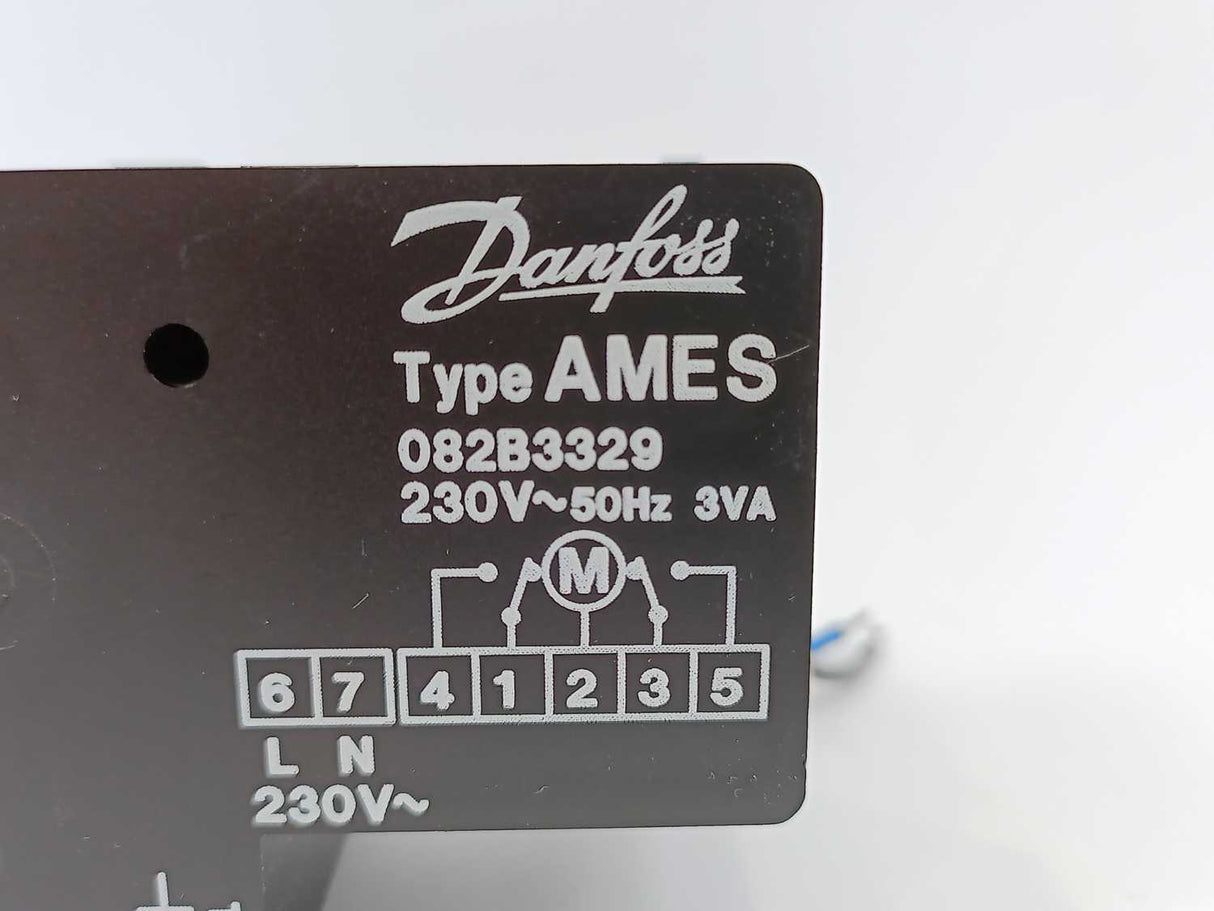 Danfoss
Type AMES
082B3329
230V~50Hz 3VA
M
6 7 4 1 2 3 5
L N
230V~